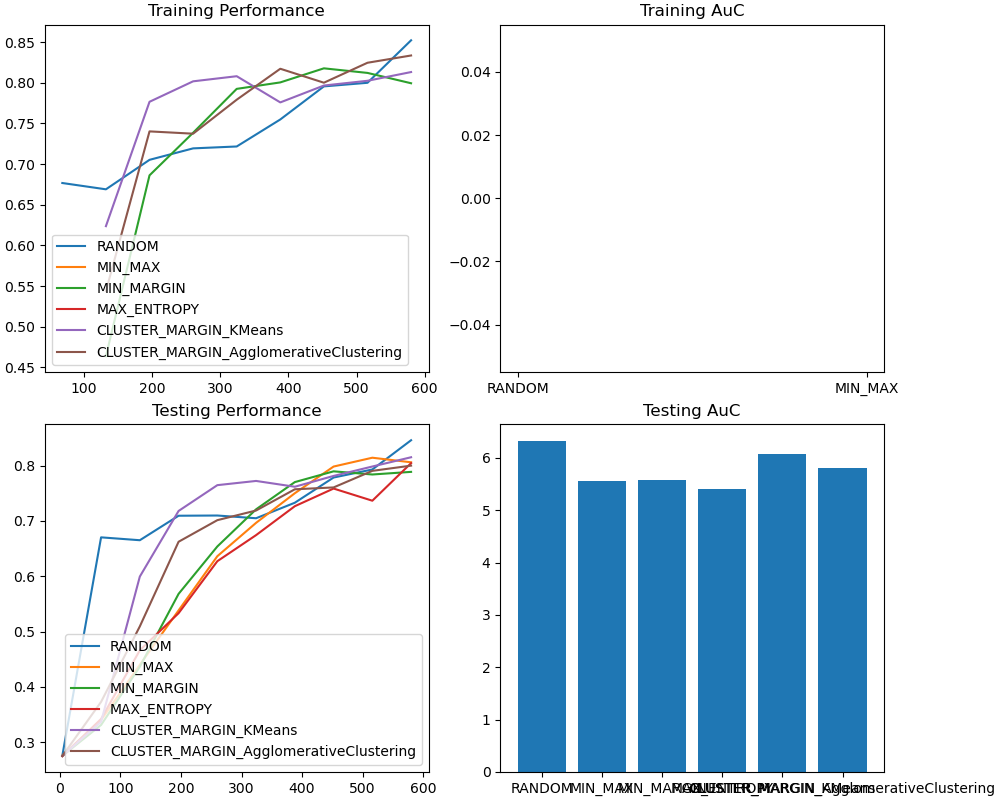 Training Performance
0.85
0.80
0.75
0.70
0.65
0.60
0.55
0.50
0.45
RANDOM
MIN_MAX
MIN_MARGIN
MAX_ENTROPY
CLUSTER_MARGIN_KMeans
CLUSTER_MARGIN_AgglomerativeClustering
100 200 300 400 500 600
Training AuC
0.04
0.02
0.00
−0.02
−0.04
RANDOM MIN_MAX
Testing Performance
0.8
0.7
0.6
0.5
0.4
0.3
RANDOM
MIN_MAX
MIN_MARGIN
MAX_ENTROPY
CLUSTER_MARGIN_KMeans
CLUSTER_MARGIN_AgglomerativeClustering
0 100 200 300 400 500 600
Testing AuC
6
5
4
3
2
1
0
RANDOM MIN_MAX